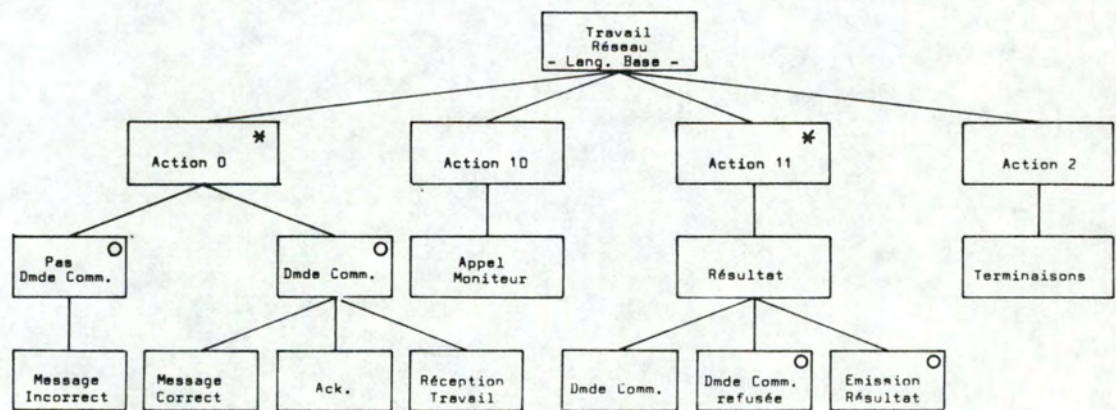 Travail
Réseau
- Lang. Base -
*
Action 0
Action 10
*
Action 11
Action 2
Pas
Dmde Comm.
Dmde Comm.
Appel
Moniteur
Résultat
Terminaisons
Message
Incorrect
Message
Correct
Ack.
Réception
Travail
Dmde Comm.
Dmde Comm.
refusée
Emission
Résultat